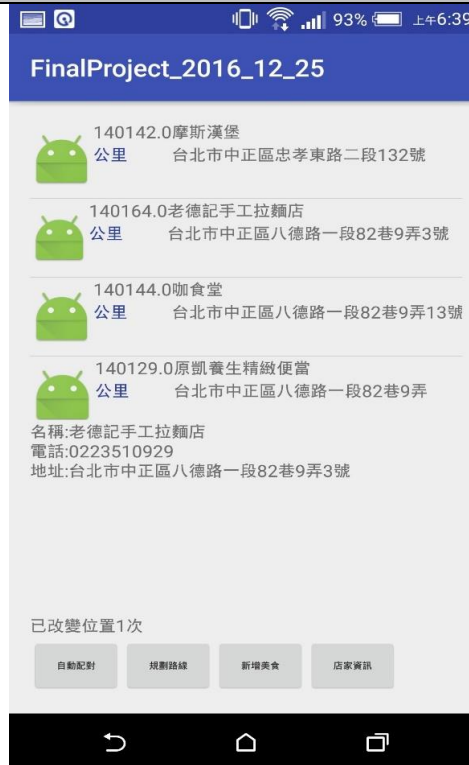 93% 上午6:39
FinalProject_2016_12_25
140142.0摩斯漢堡
公里 台北市中正區忠孝東路二段132號
140164.0老德記手工拉麵店
公里 台北市中正區八德路一段82巷9弄3號
140144.0咖食堂
公里 台北市中正區八德路一段82巷9弄13號
140129.0原凱養生精緻便當
公里 台北市中正區八德路一段82巷9弄
名稱:老德記手工拉麵店
電話:0223510929
地址:台北市中正區八德路一段82巷9弄3號
已改變位置1次
自動配對 規劃路線 新增美食 店家資訊